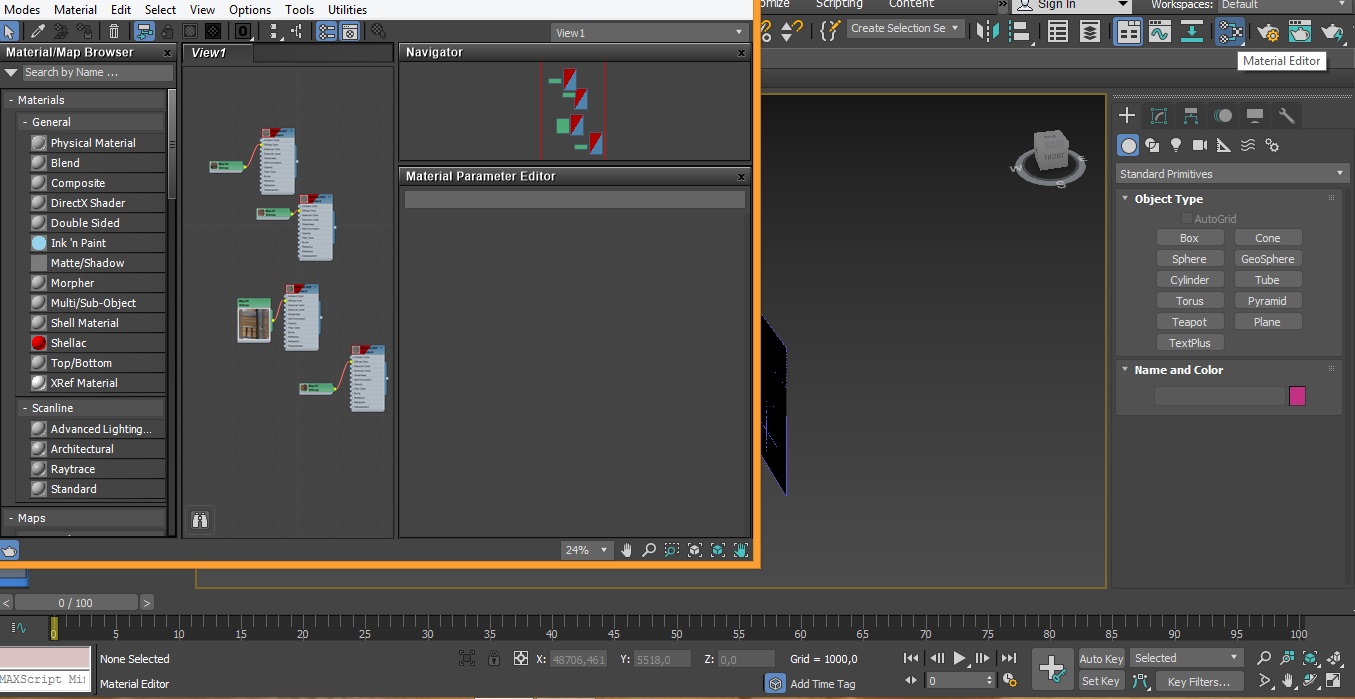 Modes Material Edit Select View Options Tools Utilities
Scripting Content » Sign In Workspaces: Default
View1
Create Selection Se
Material Editor
Material/Map Browser x
View1
Navigator x
Search by Name ...
- Materials
- General
Physical Material
Blend
Composite
DirectX Shader
Double Sided
Ink 'n Paint
Matte/Shadow
Morpher
Multi/Sub-Object
Shell Material
Shellac
Top/Bottom
XRef Material
- Scanline
Advanced Lighting...
Architectural
Raytrace
Standard
- Maps
Material Parameter Editor x
24%
FRONT
W
S
Standard Primitives
Object Type
AutoGrid
Box Cone
Sphere GeoSphere
Cylinder Tube
Torus Pyramid
Teapot Plane
TextPlus
Name and Color
< 0 / 100 >
0 5 10 15 20 25 30 35 40 45 50 55 60 65 70 75 80 85 90 95 100
None Selected X: 48706,461 Y: 5518,0 Z: 0,0 Grid = 1000,0 Auto Key Selected
MAXScript Mi
Material Editor Add Time Tag 0 Set Key Key Filters...